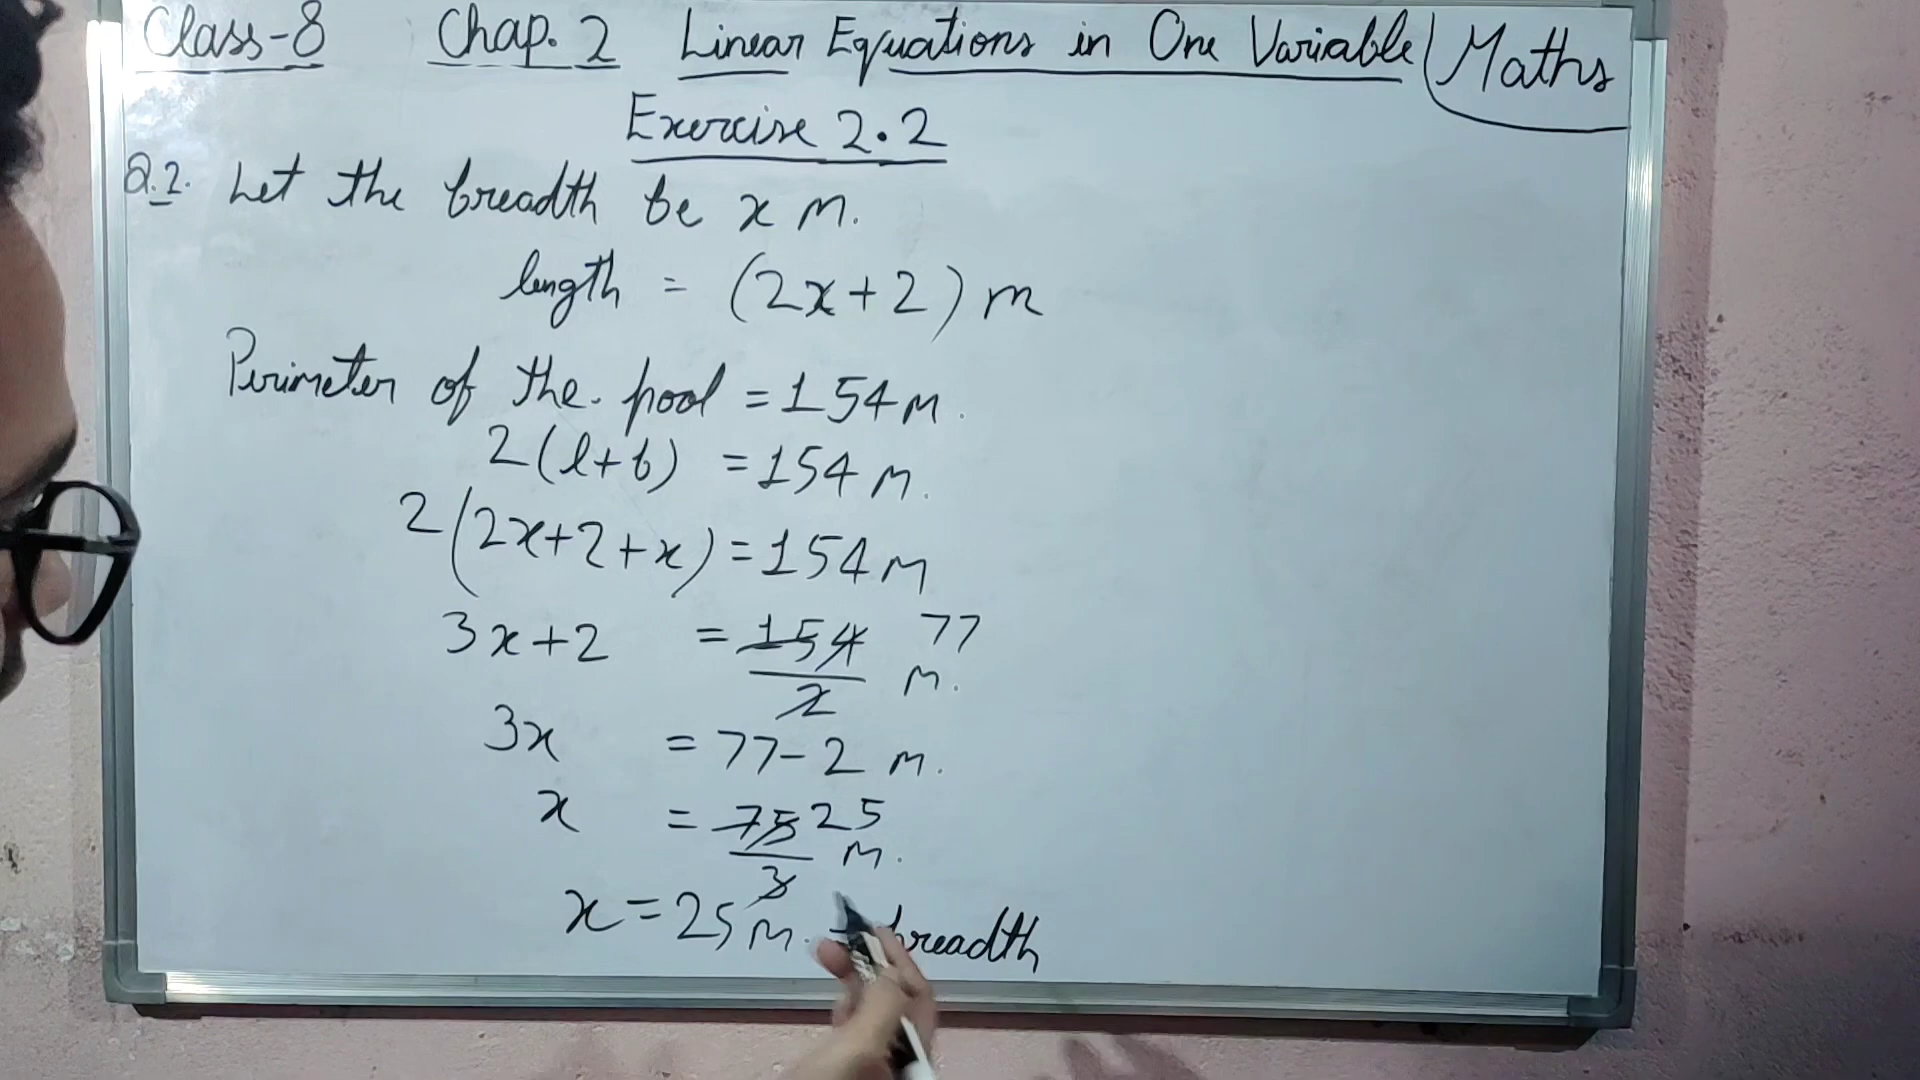 Class-8 Chap. 2 Linear Equations in One Variable Maths
Exercise 2.2
Q.2. Let the breadth be x m.
length = (2x+2) m
Perimeter of the. pool = 154 m.
2(l+b) = 154 m.
2(2x+2+x) = 154 m
3x+2 = 154/2 77 m.
3x = 77-2 m.
x = 75/3 25 m.
x = 25 m. = breadth